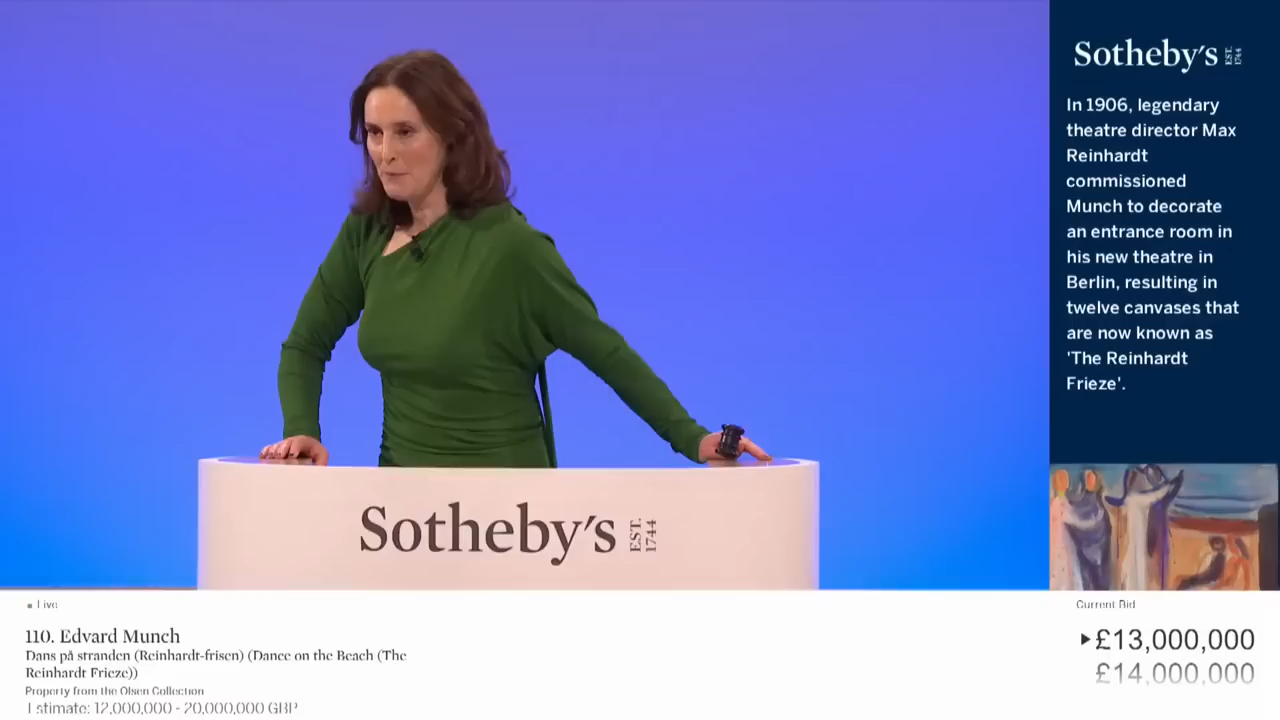 Sotheby's EST. 1744
In 1906, legendary
theatre director Max
Reinhardt
commissioned
Munch to decorate
an entrance room in
his new theatre in
Berlin, resulting in
twelve canvases that
are now known as
'The Reinhardt
Frieze'.
Sotheby's EST. 1744
Live
110. Edvard Munch
Dans på stranden (Reinhardt-frisen) (Dance on the Beach (The
Reinhardt Frieze))
Property from the Olsen Collection
Estimate: 12,000,000 - 20,000,000 GBP
Current Bid
£13,000,000
£14,000,000